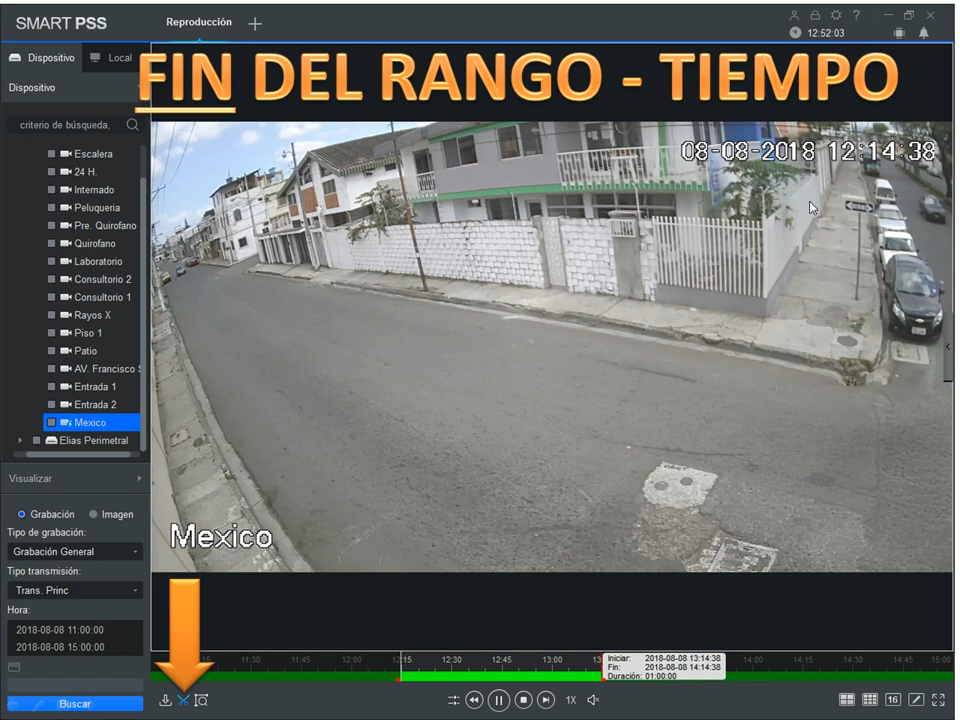 SMART PSS
Reproducción
12:52:03
Dispositivo
Local
FIN DEL RANGO - TIEMPO
Dispositivo
criterio de búsqueda,
08-08-2018 12:14:38
Escalera
24 H.
Internado
Peluqueria
Pre. Quirofano
Quirofano
Laboratorio
Consultorio 2
Consultorio 1
Rayos X
Piso 1
Patio
AV. Francisco
Entrada 1
Entrada 2
Mexico
Elias Perimetral
Visualizar
Grabación
Imagen
Tipo de grabación:
Grabación General
Mexico
Tipo transmisión:
Trans. Princ
Hora:
2018-08-08 11:00:00
2018-08-08 15:00:00
11:30 11:45 12:00 12:15 12:30 12:45 13:00 13 14:00 14:15 14:30 14:45 15:00
Iniciar: 2018-08-08 13:14:38
Fin: 2018-08-08 14:14:38
Duración: 01:00:00
Buscar
1X
16